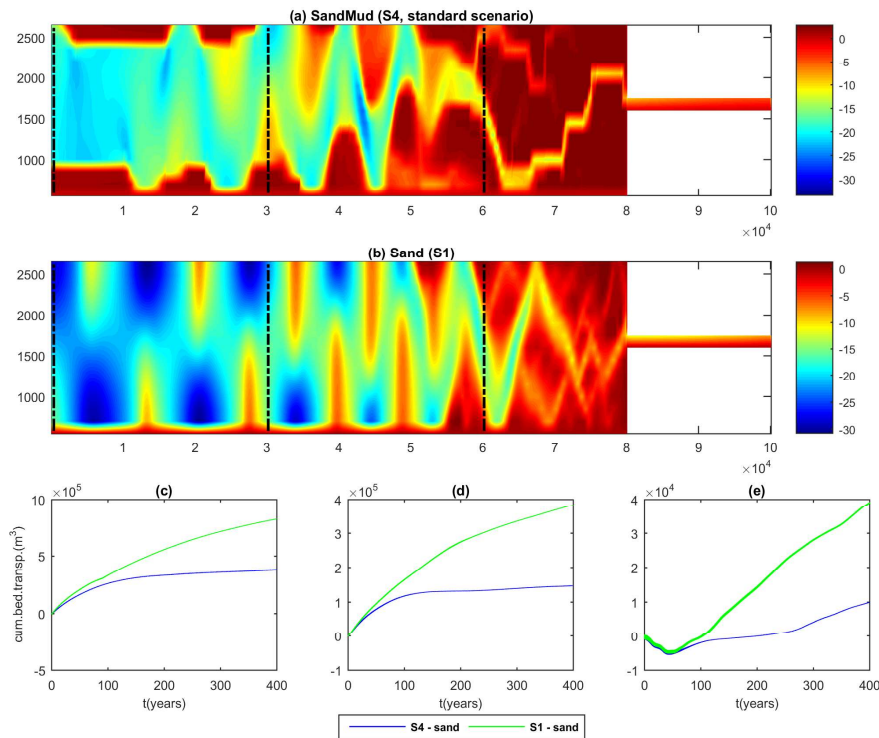 (a) SandMud (S4, standard scenario)
2500
2000
1500
1000
1 2 3 4 5 6 7 8 9 10
×10⁴
0
-5
-10
-15
-20
-25
-30
(b) Sand (S1)
2500
2000
1500
1000
1 2 3 4 5 6 7 8 9 10
×10⁴
0
-5
-10
-15
-20
-25
-30
(c)
×10⁵
cum.bed.transp.(m³)
10
5
0
-5
0 100 200 300 400
t(years)
(d)
×10⁵
4
3
2
1
0
-1
0 100 200 300 400
t(years)
(e)
×10⁴
4
3
2
1
0
-1
0 100 200 300 400
t(years)
S4 - sand S1 - sand